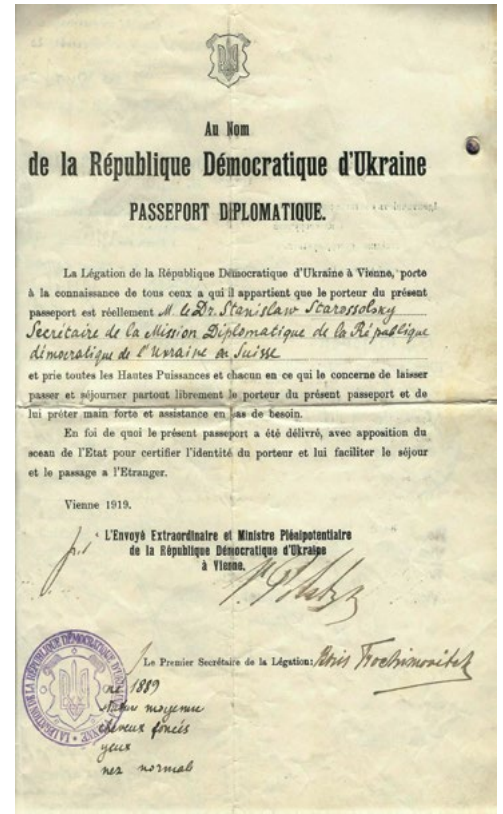 Au Nom
de la République Démocratique d'Ukraine
PASSEPORT DIPLOMATIQUE.
La Légation de la République Démocratique d'Ukraine à Vienne, porte
à la connaissance de tous ceux a qui il appartient que le porteur du présent
passeport est réellement M. le Dr. Stanislaw Starossolsky
Secrétaire de la Mission Diplomatique de la République
démocratique de l'Ukraine en Suisse
et prie toutes les Hautes Puissances et chacun en ce qui le concerne de laisser
passer et séjourner partout librement le porteur du présent passeport et de
lui prêter main forte et assistance en cas de besoin.
En foi de quoi le présent passeport a été délivré, avec apposition du
sceau de l'Etat pour certifier l'identité du porteur et lui faciliter le séjour
et le passage a l'Etranger.
Vienne 1919.
L'Envoyé Extraordinaire et Ministre Plénipotentiaire
de la République Démocratique d'Ukraine
à Vienne.
Le Premier Secrétaire de la Légation:
LA LÉGATION DE LA RÉPUBLIQUE DÉMOCRATIQUE
né 1889
moyenne
cheveux foncés
yeux
nez normal